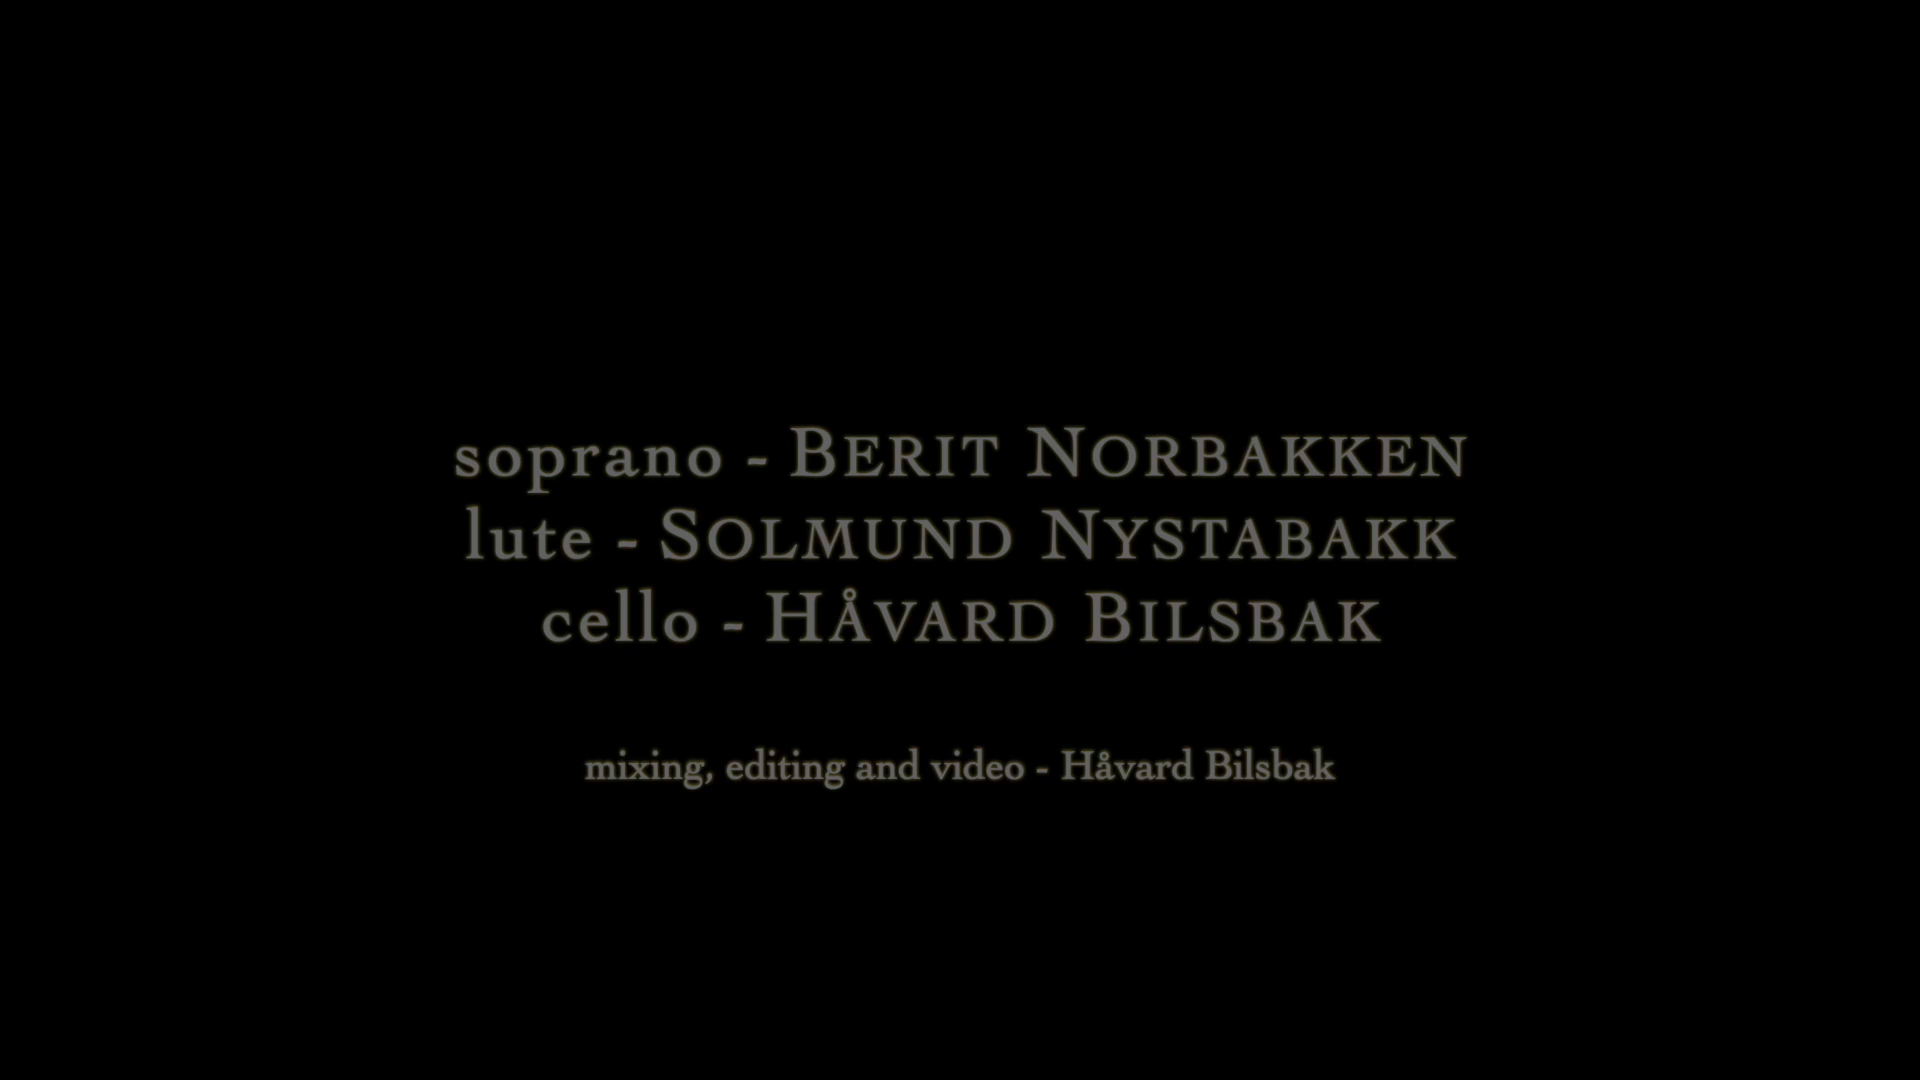 soprano - BERIT NORBAKKEN
lute - SOLMUND NYSTABAKK
cello - HÅVARD BILSBAK
mixing, editing and video - Håvard Bilsbak